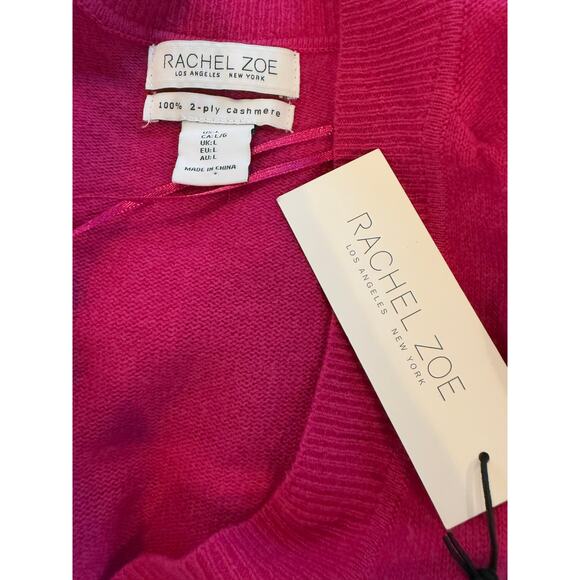 RACHEL ZOE
LOS ANGELES NEW YORK
100% 2-ply cashmere
CA:L/G
UK:L
EU:L
AU:L
MADE IN CHINA
RACHEL ZOE
LOS ANGELES NEW YORK